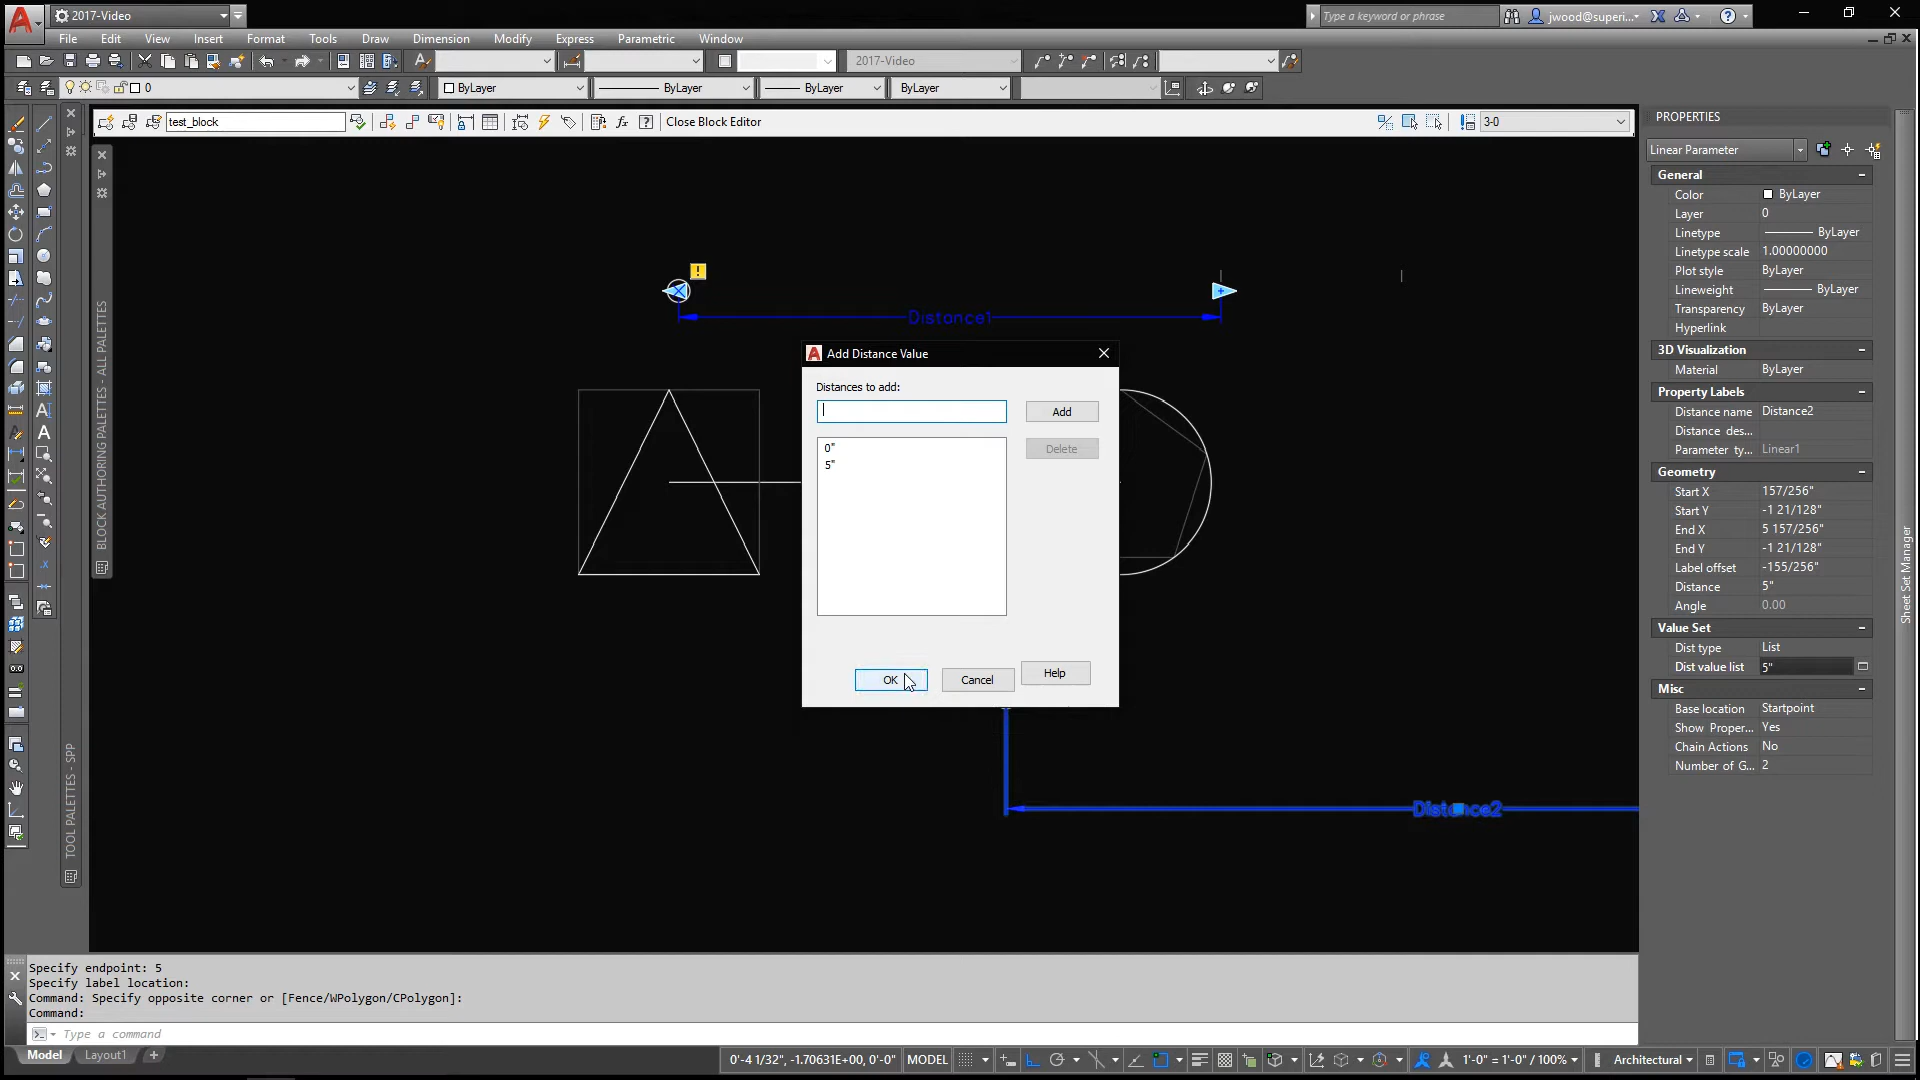 2017-Video
Type a keyword or phrase
jwood@superi...
File Edit View Insert Format Tools Draw Dimension Modify Express Parametric Window
2017-Video
0
ByLayer ByLayer ByLayer ByLayer
test_block
Close Block Editor
3-0
Distance1
Add Distance Value
Distances to add:
Add
0"
5"
Delete
OK Cancel Help
Distance2
BLOCK AUTHORING PALETTES - ALL PALETTES
TOOL PALETTES - SPP
PROPERTIES
Linear Parameter
General
Color ByLayer
Layer 0
Linetype ByLayer
Linetype scale 1.00000000
Plot style ByLayer
Lineweight ByLayer
Transparency ByLayer
Hyperlink
3D Visualization
Material ByLayer
Property Labels
Distance name Distance2
Distance des...
Parameter ty... Linear1
Geometry
Start X 157/256"
Start Y -1 21/128"
End X 5 157/256"
End Y -1 21/128"
Label offset -155/256"
Distance 5"
Angle 0.00
Value Set
Dist type List
Dist value list 5"
Misc
Base location Startpoint
Show Proper... Yes
Chain Actions No
Number of G... 2
Sheet Set Manager
Specify endpoint: 5
Specify label location:
Command: Specify opposite corner or [Fence/WPolygon/CPolygon]:
Command:
Type a command
Model Layout1 +
0'-4 1/32", -1.70631E+00, 0'-0" MODEL 1'-0" = 1'-0" / 100% Architectural